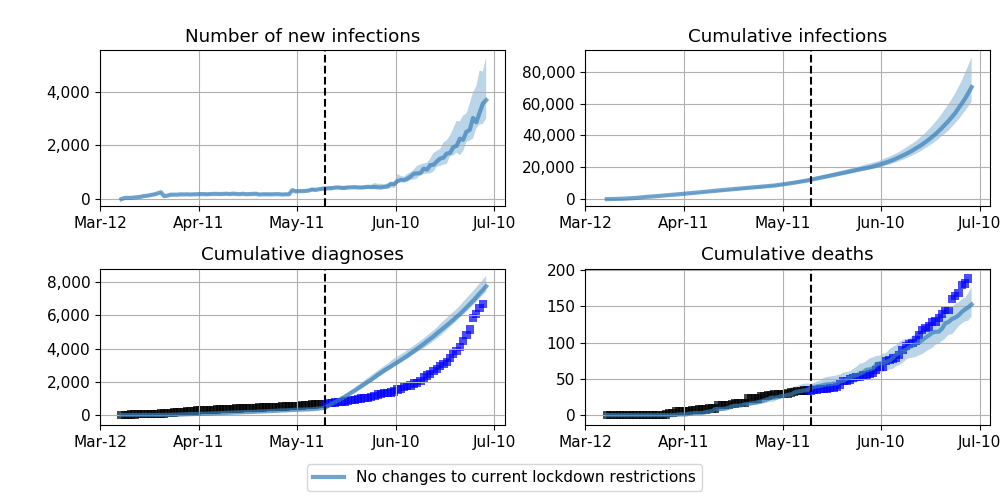 Number of new infections
4,000
2,000
0
Mar-12 Apr-11 May-11 Jun-10 Jul-10
Cumulative infections
80,000
60,000
40,000
20,000
0
Mar-12 Apr-11 May-11 Jun-10 Jul-10
Cumulative diagnoses
8,000
6,000
4,000
2,000
0
Mar-12 Apr-11 May-11 Jun-10 Jul-10
Cumulative deaths
200
150
100
50
0
Mar-12 Apr-11 May-11 Jun-10 Jul-10
No changes to current lockdown restrictions